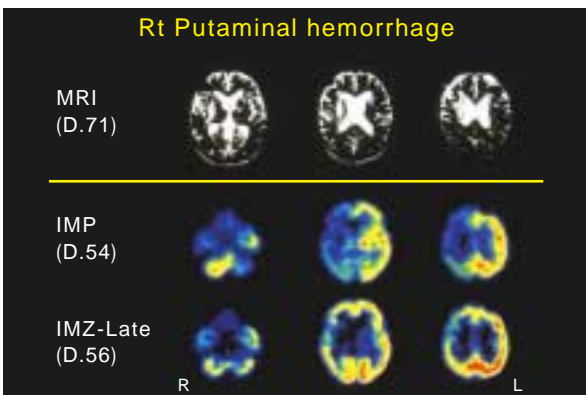 Rt Putaminal hemorrhage
MRI
(D.71)
IMP
(D.54)
IMZ-Late
(D.56)
R
L